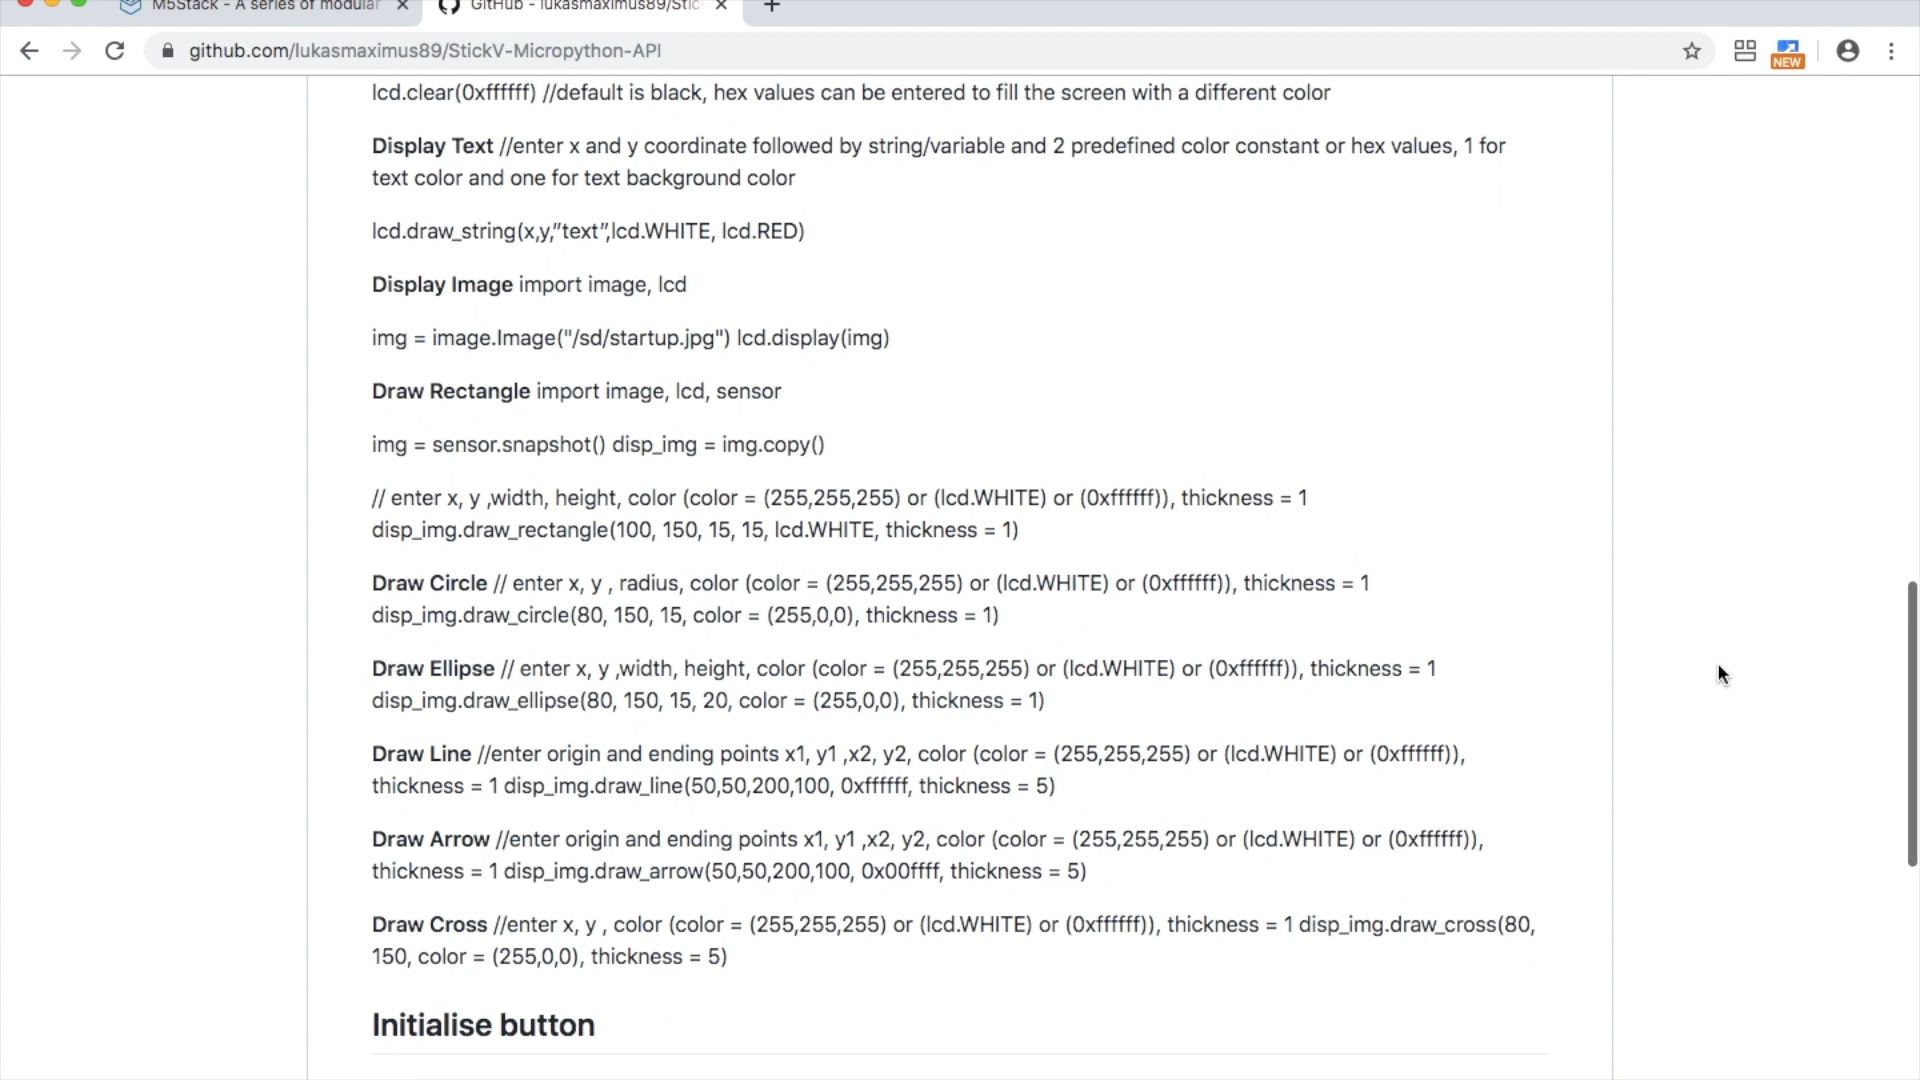 M5Stack - A series of modular
GitHub - lukasmaximus89/Stic
github.com/lukasmaximus89/StickV-Micropython-API
NEW
lcd.clear(0xffffff) //default is black, hex values can be entered to fill the screen with a different color
Display Text //enter x and y coordinate followed by string/variable and 2 predefined color constant or hex values, 1 for
text color and one for text background color
lcd.draw_string(x,y,”text”,lcd.WHITE, lcd.RED)
Display Image import image, lcd
img = image.Image("/sd/startup.jpg") lcd.display(img)
Draw Rectangle import image, lcd, sensor
img = sensor.snapshot() disp_img = img.copy()
// enter x, y ,width, height, color (color = (255,255,255) or (lcd.WHITE) or (0xffffff)), thickness = 1
disp_img.draw_rectangle(100, 150, 15, 15, lcd.WHITE, thickness = 1)
Draw Circle // enter x, y , radius, color (color = (255,255,255) or (lcd.WHITE) or (0xffffff)), thickness = 1
disp_img.draw_circle(80, 150, 15, color = (255,0,0), thickness = 1)
Draw Ellipse // enter x, y ,width, height, color (color = (255,255,255) or (lcd.WHITE) or (0xffffff)), thickness = 1
disp_img.draw_ellipse(80, 150, 15, 20, color = (255,0,0), thickness = 1)
Draw Line //enter origin and ending points x1, y1 ,x2, y2, color (color = (255,255,255) or (lcd.WHITE) or (0xffffff)),
thickness = 1 disp_img.draw_line(50,50,200,100, 0xffffff, thickness = 5)
Draw Arrow //enter origin and ending points x1, y1 ,x2, y2, color (color = (255,255,255) or (lcd.WHITE) or (0xffffff)),
thickness = 1 disp_img.draw_arrow(50,50,200,100, 0x00ffff, thickness = 5)
Draw Cross //enter x, y , color (color = (255,255,255) or (lcd.WHITE) or (0xffffff)), thickness = 1 disp_img.draw_cross(80,
150, color = (255,0,0), thickness = 5)
Initialise button